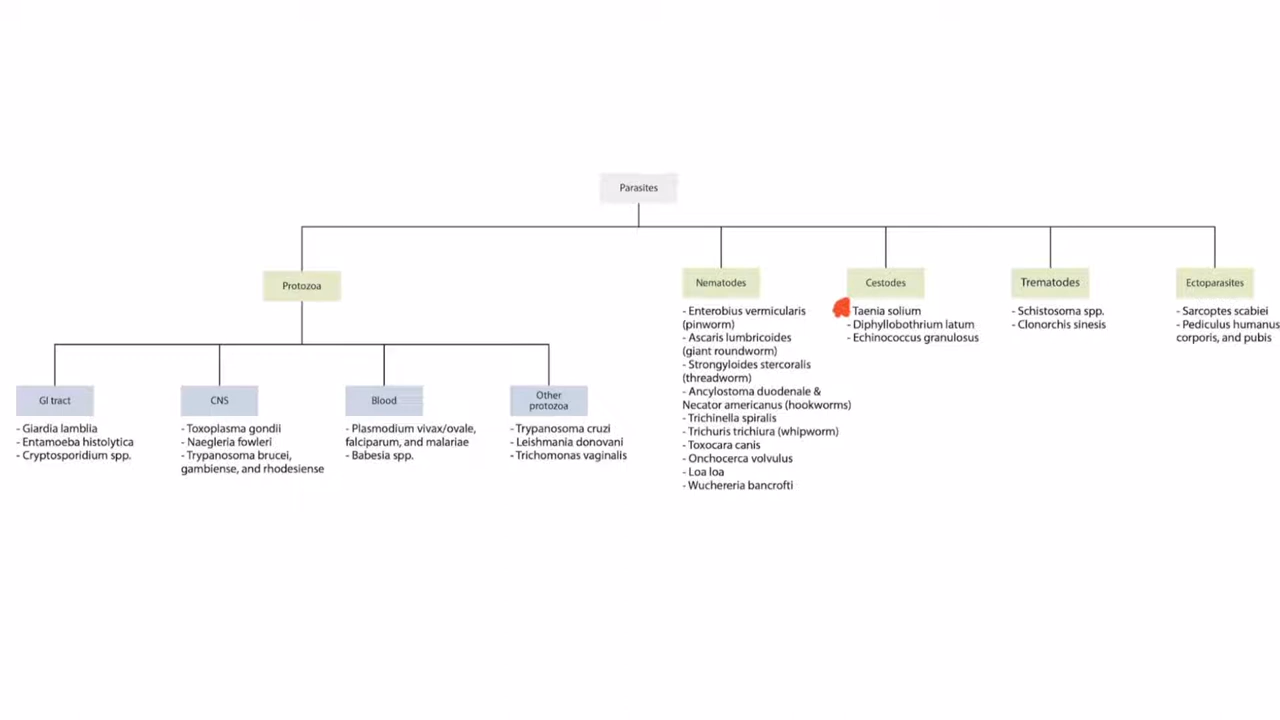 Parasites
Protozoa
GI tract
- Giardia lamblia
- Entamoeba histolytica
- Cryptosporidium spp.
CNS
- Toxoplasma gondii
- Naegleria fowleri
- Trypanosoma brucei,
gambiense, and rhodesiense
Blood
- Plasmodium vivax/ovale,
falciparum, and malariae
- Babesia spp.
Other
protozoa
- Trypanosoma cruzi
- Leishmania donovani
- Trichomonas vaginalis
Nematodes
- Enterobius vermicularis
(pinworm)
- Ascaris lumbricoides
(giant roundworm)
- Strongyloides stercoralis
(threadworm)
- Ancylostoma duodenale &
Necator americanus (hookworms)
- Trichinella spiralis
- Trichuris trichiura (whipworm)
- Toxocara canis
- Onchocerca volvulus
- Loa loa
- Wuchereria bancrofti
Cestodes
Taenia solium
- Diphyllobothrium latum
- Echinococcus granulosus
Trematodes
- Schistosoma spp.
- Clonorchis sinesis
Ectoparasites
- Sarcoptes scabiei
- Pediculus humanus
corporis, and pubis